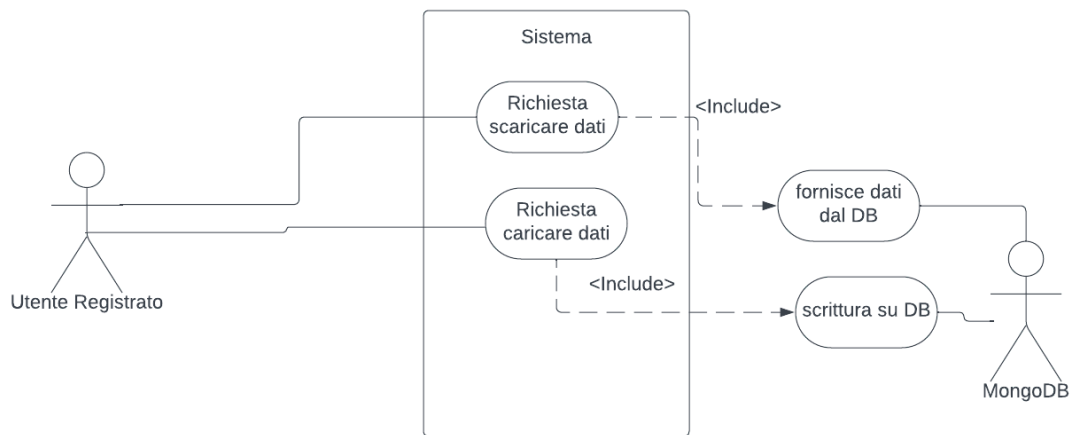 Sistema
Richiesta
scaricare dati
<Include>
fornisce dati
dal DB
Richiesta
caricare dati
<Include>
Utente Registrato
scrittura su DB
MongoDB